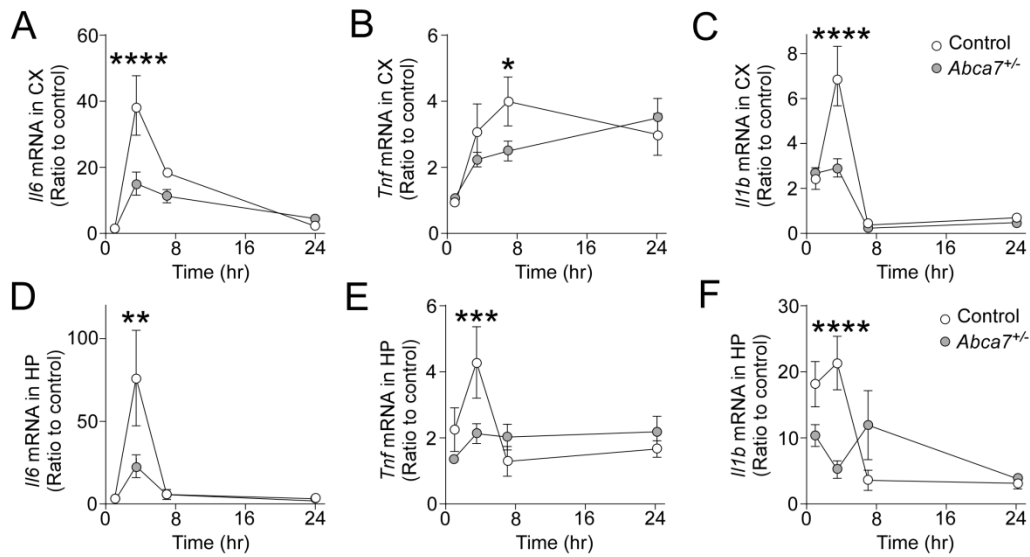 A
Il6 mRNA in CX
(Ratio to control)
60
40
20
0
****
0
8
16
24
Time (hr)
B
Tnf mRNA in CX
(Ratio to control)
6
4
2
0
*
0
8
16
24
Time (hr)
C
Il1b mRNA in CX
(Ratio to control)
8
6
4
2
0
****
Control
Abca7+/-
0
8
16
24
Time (hr)
D
Il6 mRNA in HP
(Ratio to control)
100
50
0
**
0
8
16
24
Time (hr)
E
Tnf mRNA in HP
(Ratio to control)
6
4
2
0
***
0
8
16
24
Time (hr)
F
Il1b mRNA in HP
(Ratio to control)
30
20
10
0
****
Control
Abca7+/-
0
8
16
24
Time (hr)